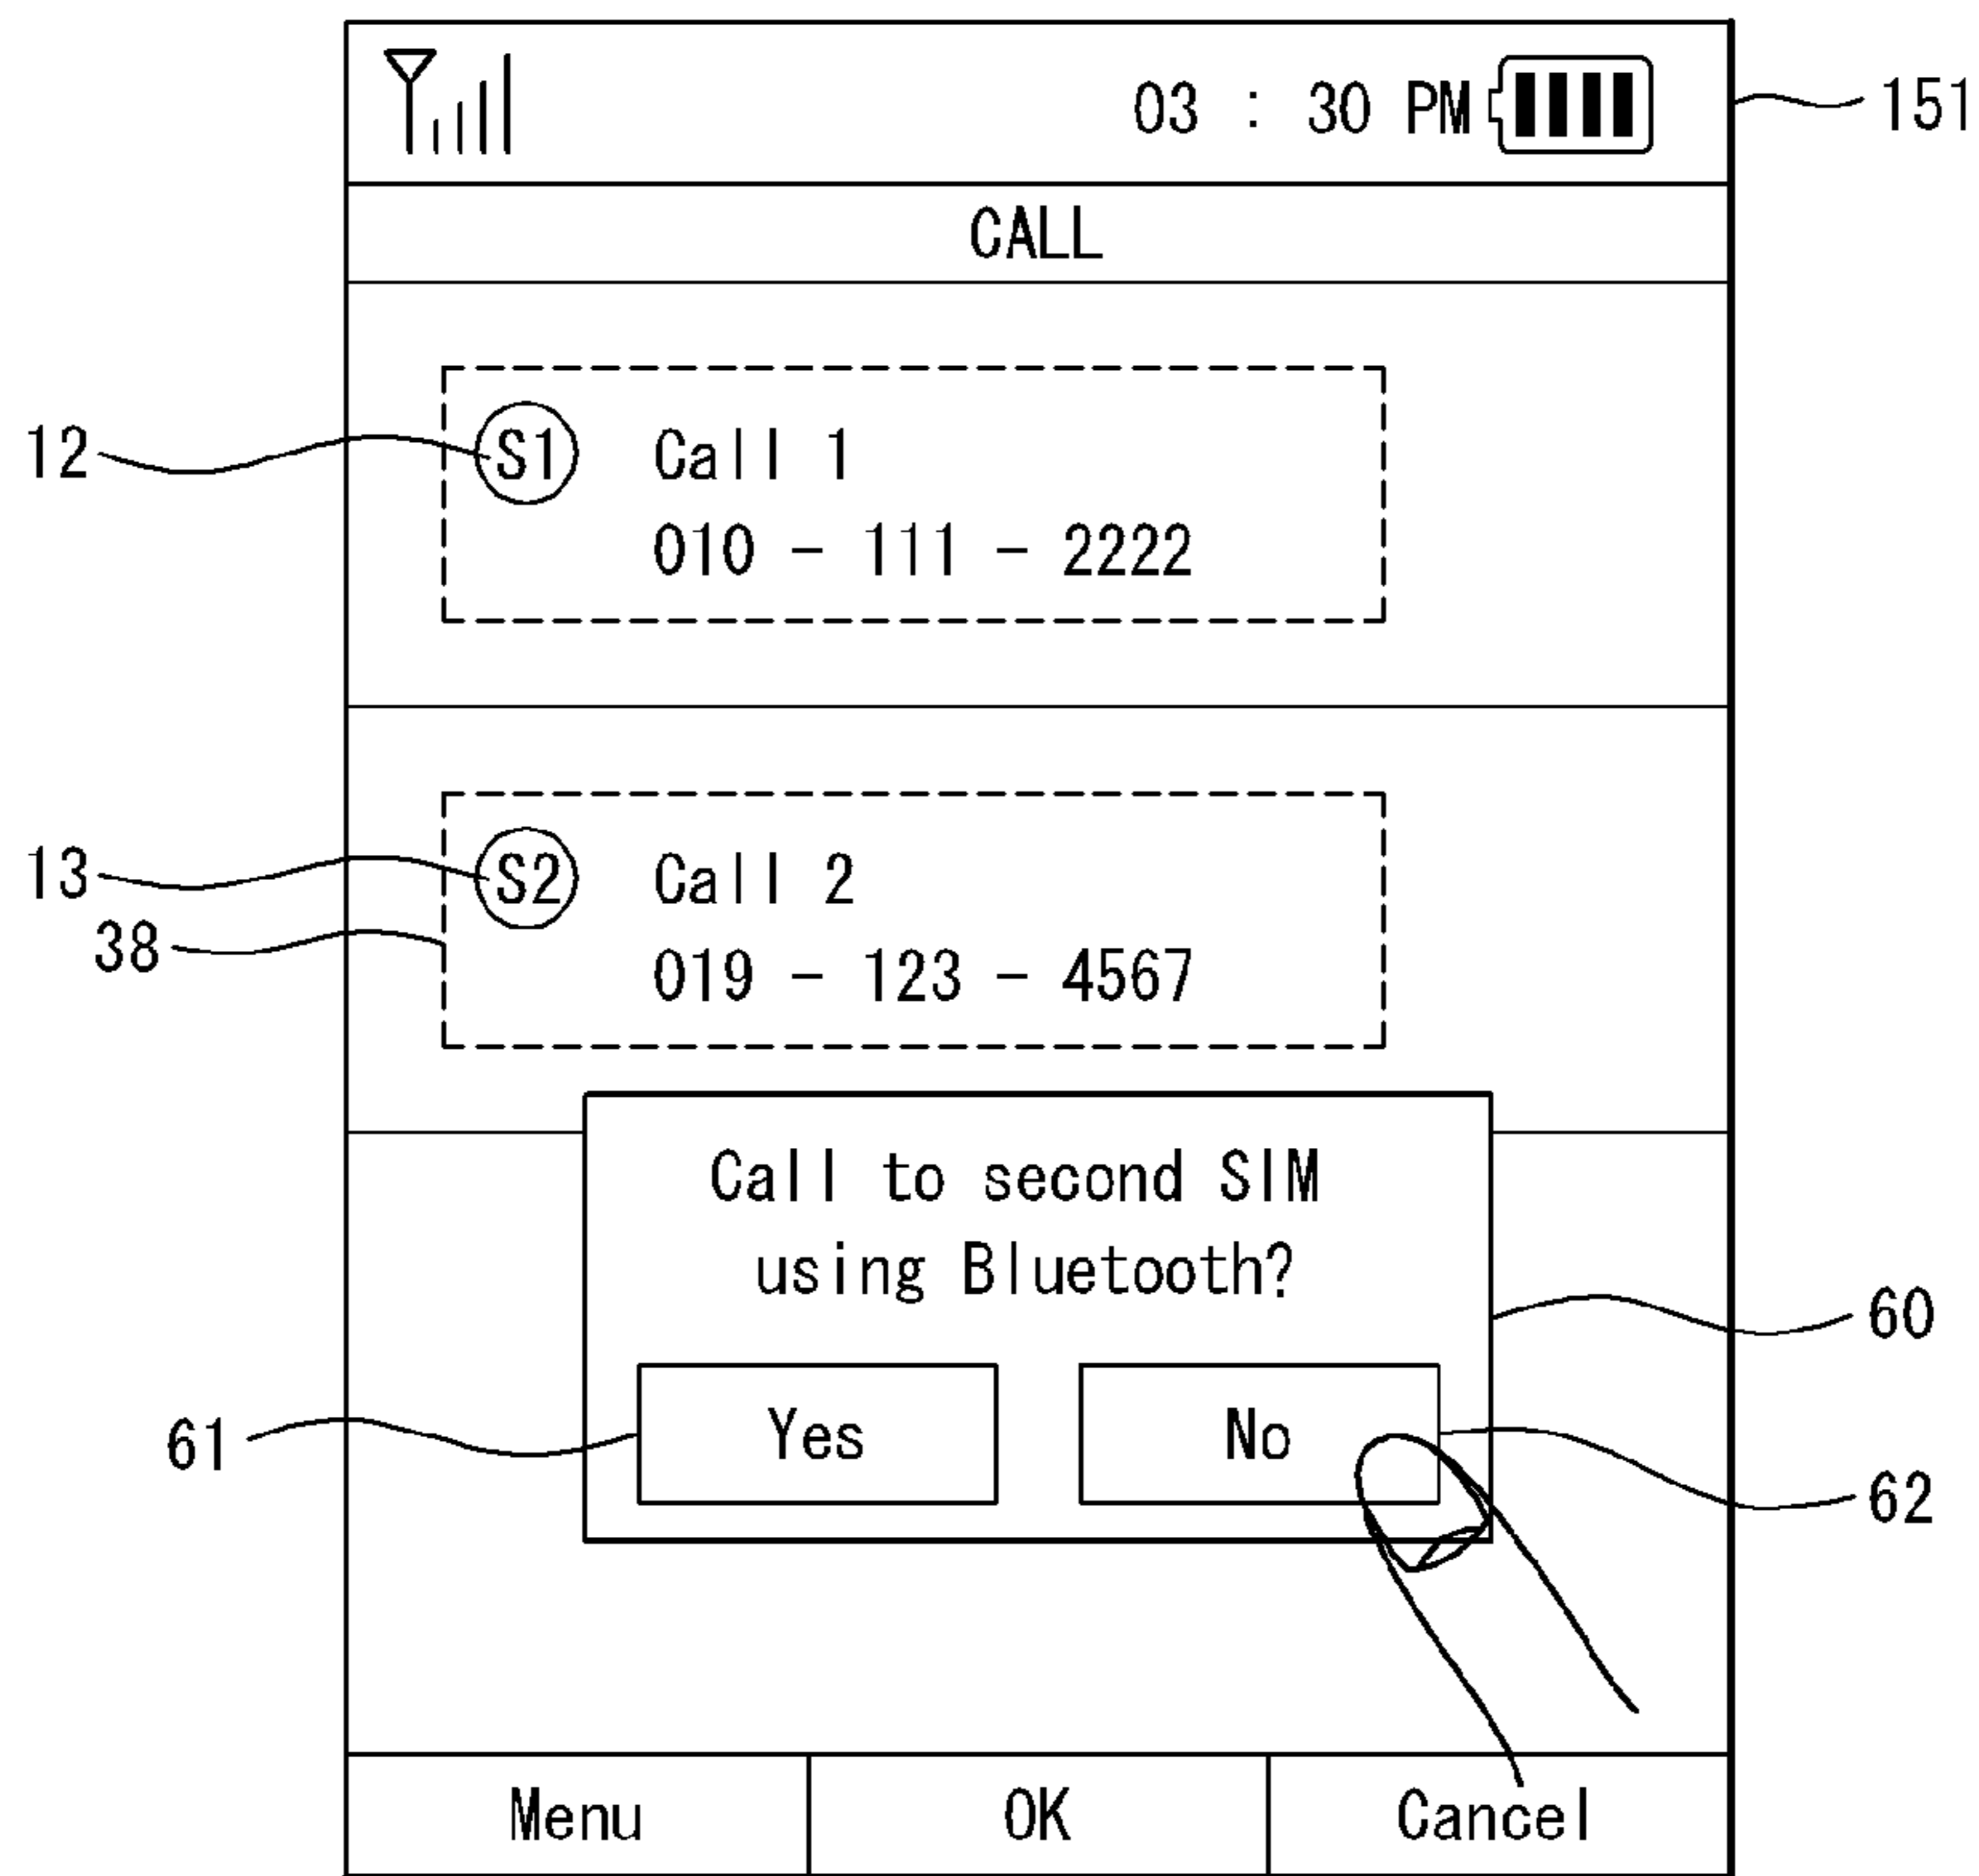 03 : 30 PM
151
CALL
12
S1 Call 1
010 - 111 - 2222
13
S2 Call 2
38
019 - 123 - 4567
Call to second SIM
using Bluetooth?
60
61
Yes
No
62
Menu
OK
Cancel